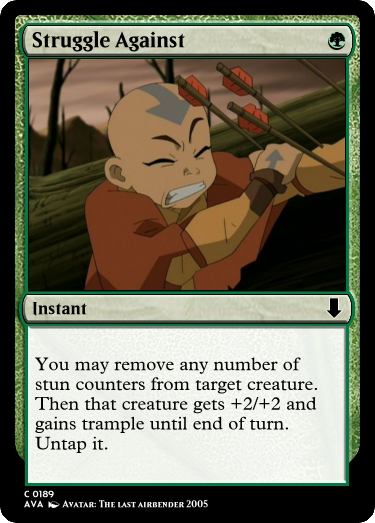 Struggle Against
Instant
You may remove any number of
stun counters from target creature.
Then that creature gets +2/+2 and
gains trample until end of turn.
Untap it.
C 0189
AVA Avatar: The last airbender 2005